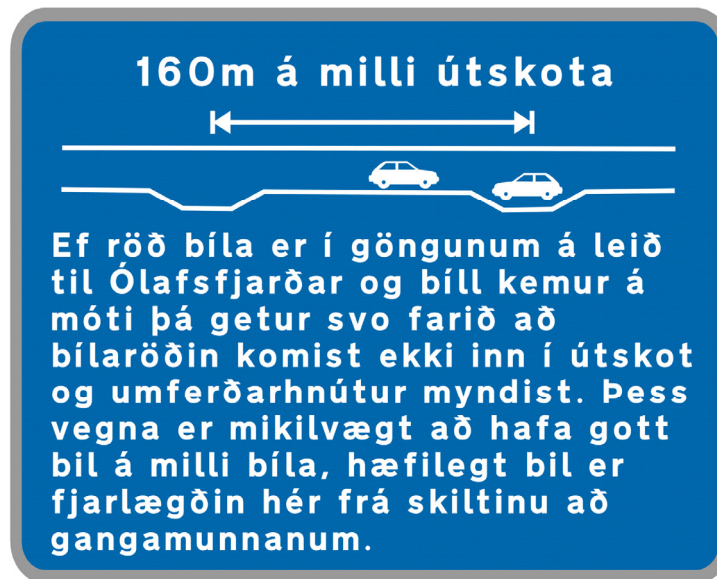 160m á milli útskota
Ef röð bíla er í göngunum á leið
til Ólafsfjarðar og bíll kemur á
móti þá getur svo farið að
bílaröðin komist ekki inn í útskot
og umferðarhnútur myndist. Þess
vegna er mikilvægt að hafa gott
bil á milli bíla, hæfilegt bil er
fjarlægðin hér frá skiltinu að
gangamunnanum.